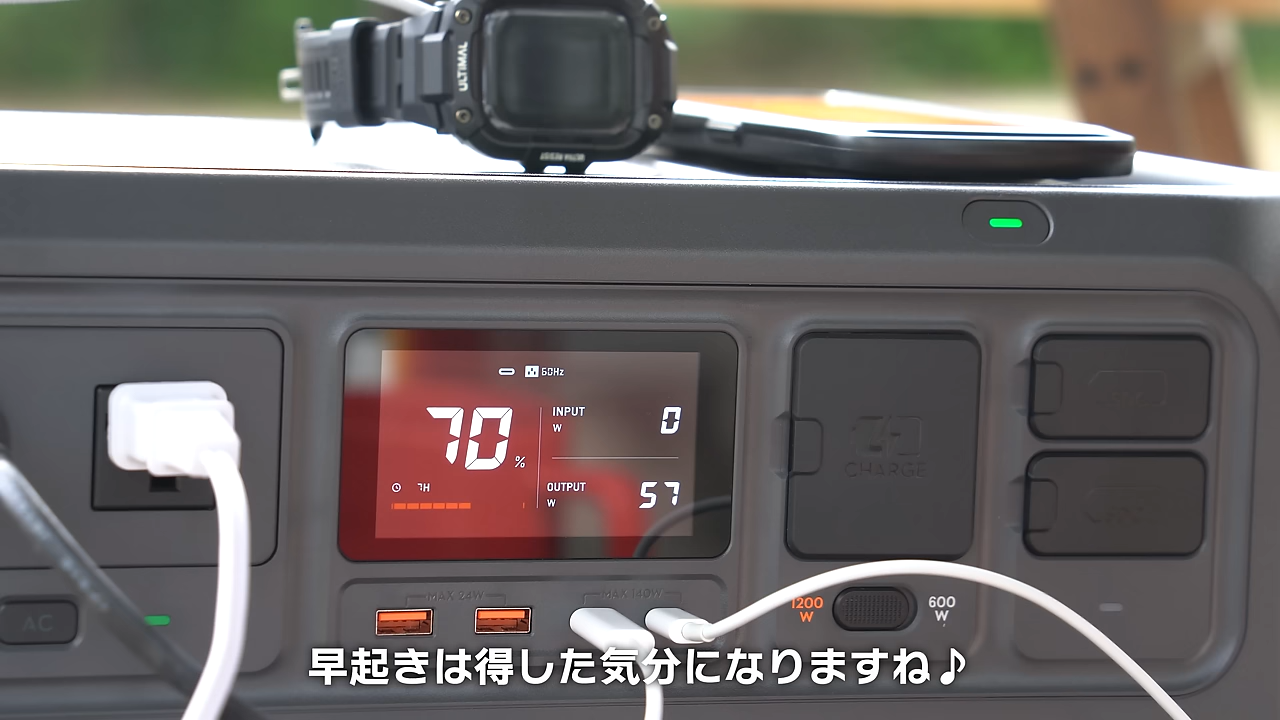 ULTIMAL
60Hz
70%
INPUT
W
0
7H
OUTPUT
W
57
CHARGE
MAX 24W
MAX 140W
AC
1200
W
600
W
早起きは得した気分になりますね♪